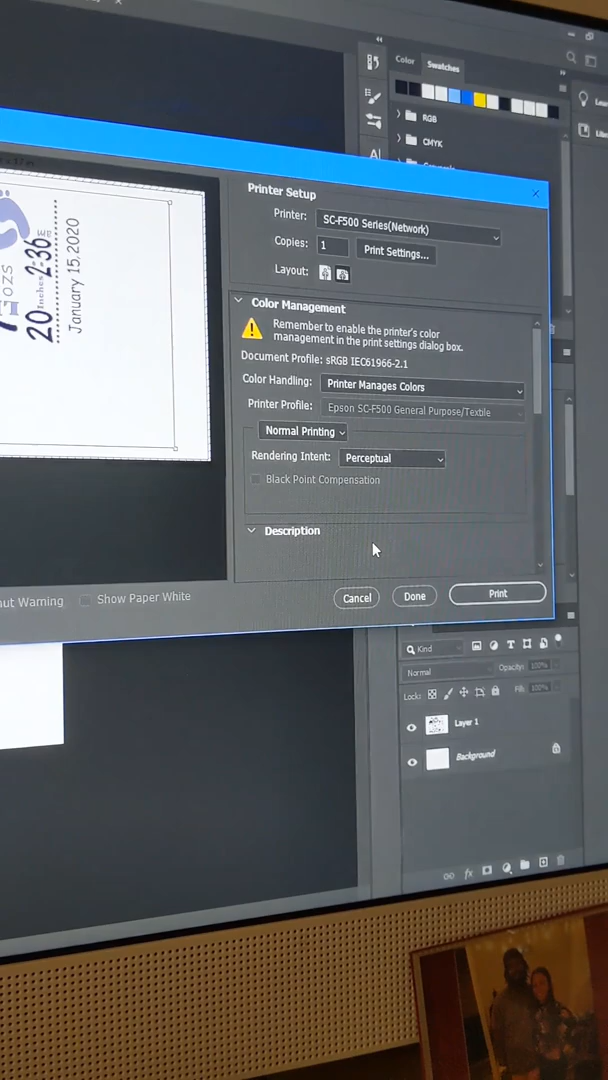 Color
Swatches
RGB
CMYK
Printer Setup
Printer: SC-F500 Series(Network)
Copies: 1
Print Settings...
Layout:
Color Management
Remember to enable the printer's color
management in the print settings dialog box.
Document Profile: sRGB IEC61966-2.1
Color Handling: Printer Manages Colors
Printer Profile: Epson SC-F500 General Purpose/Textile
Normal Printing
Rendering Intent: Perceptual
Black Point Compensation
Description
Show Paper White
Warning
Cancel
Done
Print
ozs
20 Inches 2:36
January 15.2020
Kind
Normal
Opacity: 100%
Lock:
Fill: 100%
Layer 1
Background